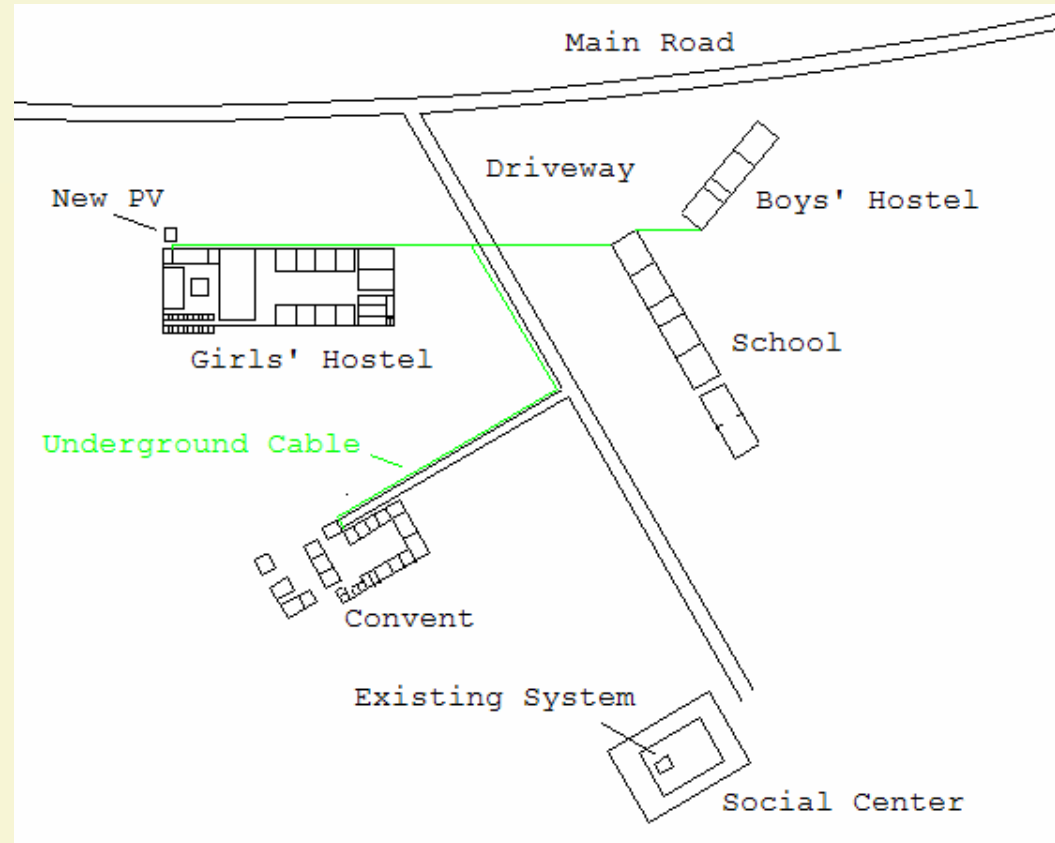 Main Road
Driveway
New PV
Boys' Hostel
School
Girls' Hostel
Underground Cable
Convent
Existing System
Social Center